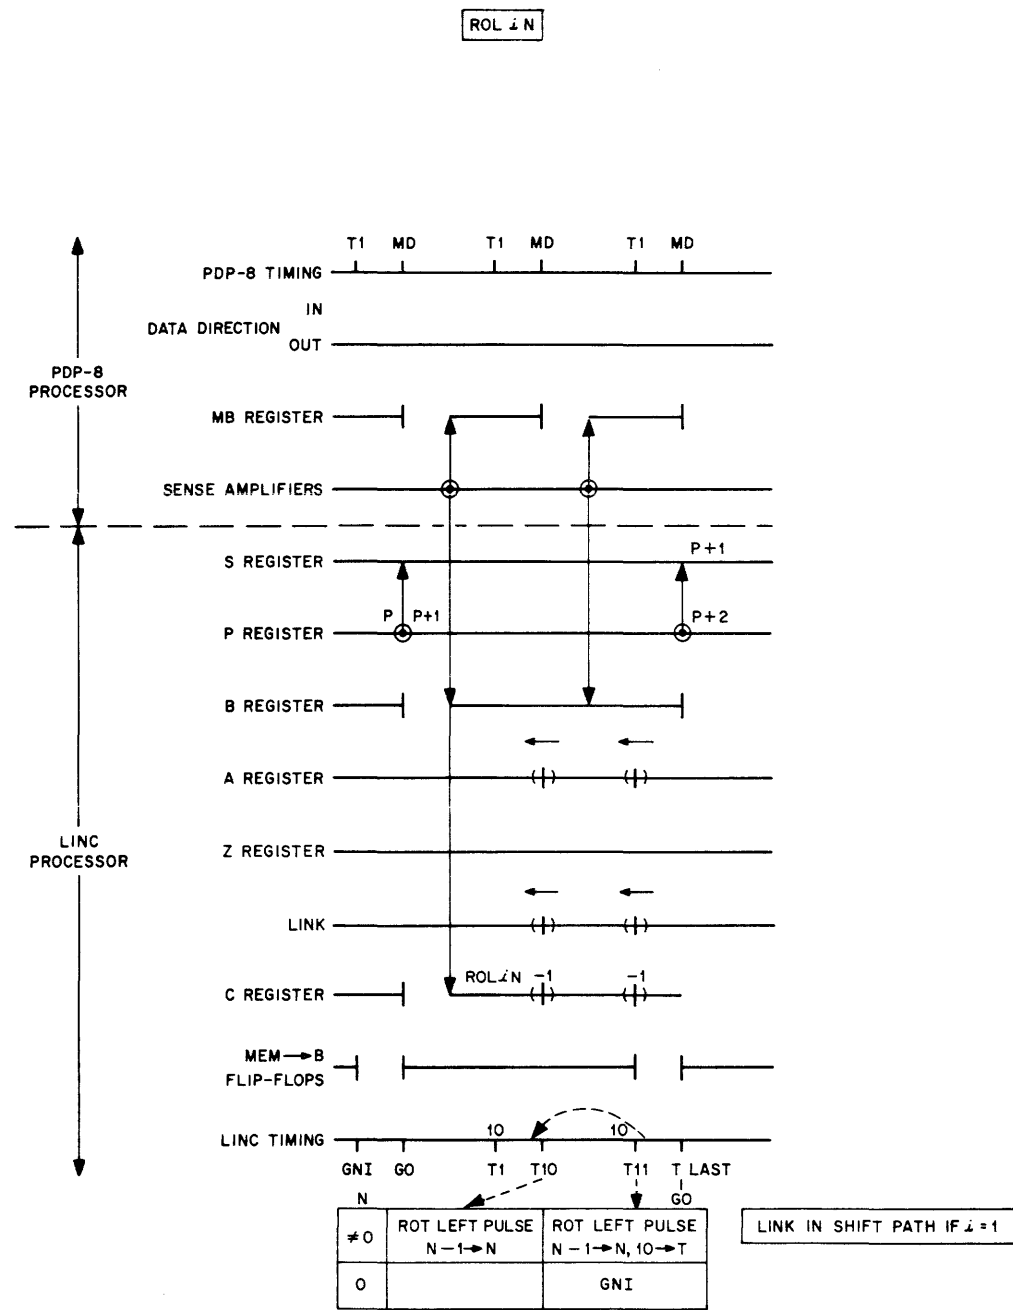 ROL i N
T1 MD T1 MD T1 MD
PDP-8 TIMING
IN
DATA DIRECTION
OUT
PDP-8
PROCESSOR
MB REGISTER
SENSE AMPLIFIERS
P+1
S REGISTER
P P+1 P+2
P REGISTER
B REGISTER
A REGISTER
LINC
PROCESSOR
Z REGISTER
LINK
ROL i N -1 -1
C REGISTER
MEM → B
FLIP-FLOPS
10 10
LINC TIMING
GNI GO T1 T10 T11 T LAST
N GO
≠0 ROT LEFT PULSE ROT LEFT PULSE
N-1→N N-1→N, 10→T
LINK IN SHIFT PATH IF i=1
0 GNI